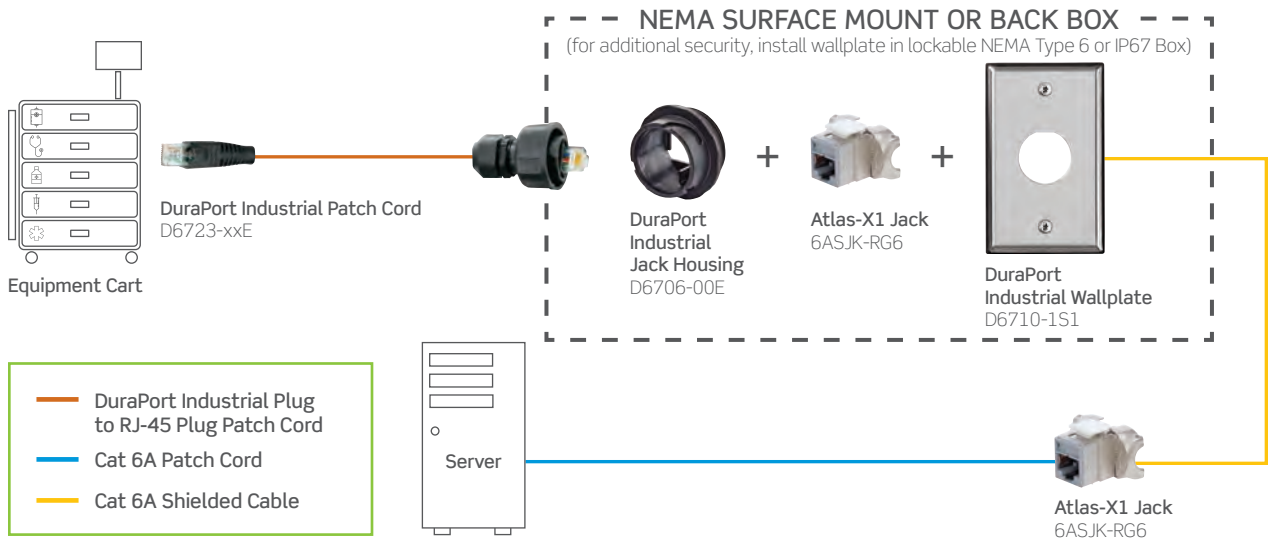 NEMA SURFACE MOUNT OR BACK BOX
(for additional security, install wallplate in lockable NEMA Type 6 or IP67 Box)
DuraPort Industrial Patch Cord
D6723-xxE
Equipment Cart
DuraPort
Industrial
Jack Housing
D6706-00E
+
Atlas-X1 Jack
6ASJK-RG6
+
DuraPort
Industrial Wallplate
D6710-1S1
DuraPort Industrial Plug
to RJ-45 Plug Patch Cord
Cat 6A Patch Cord
Cat 6A Shielded Cable
Server
Atlas-X1 Jack
6ASJK-RG6